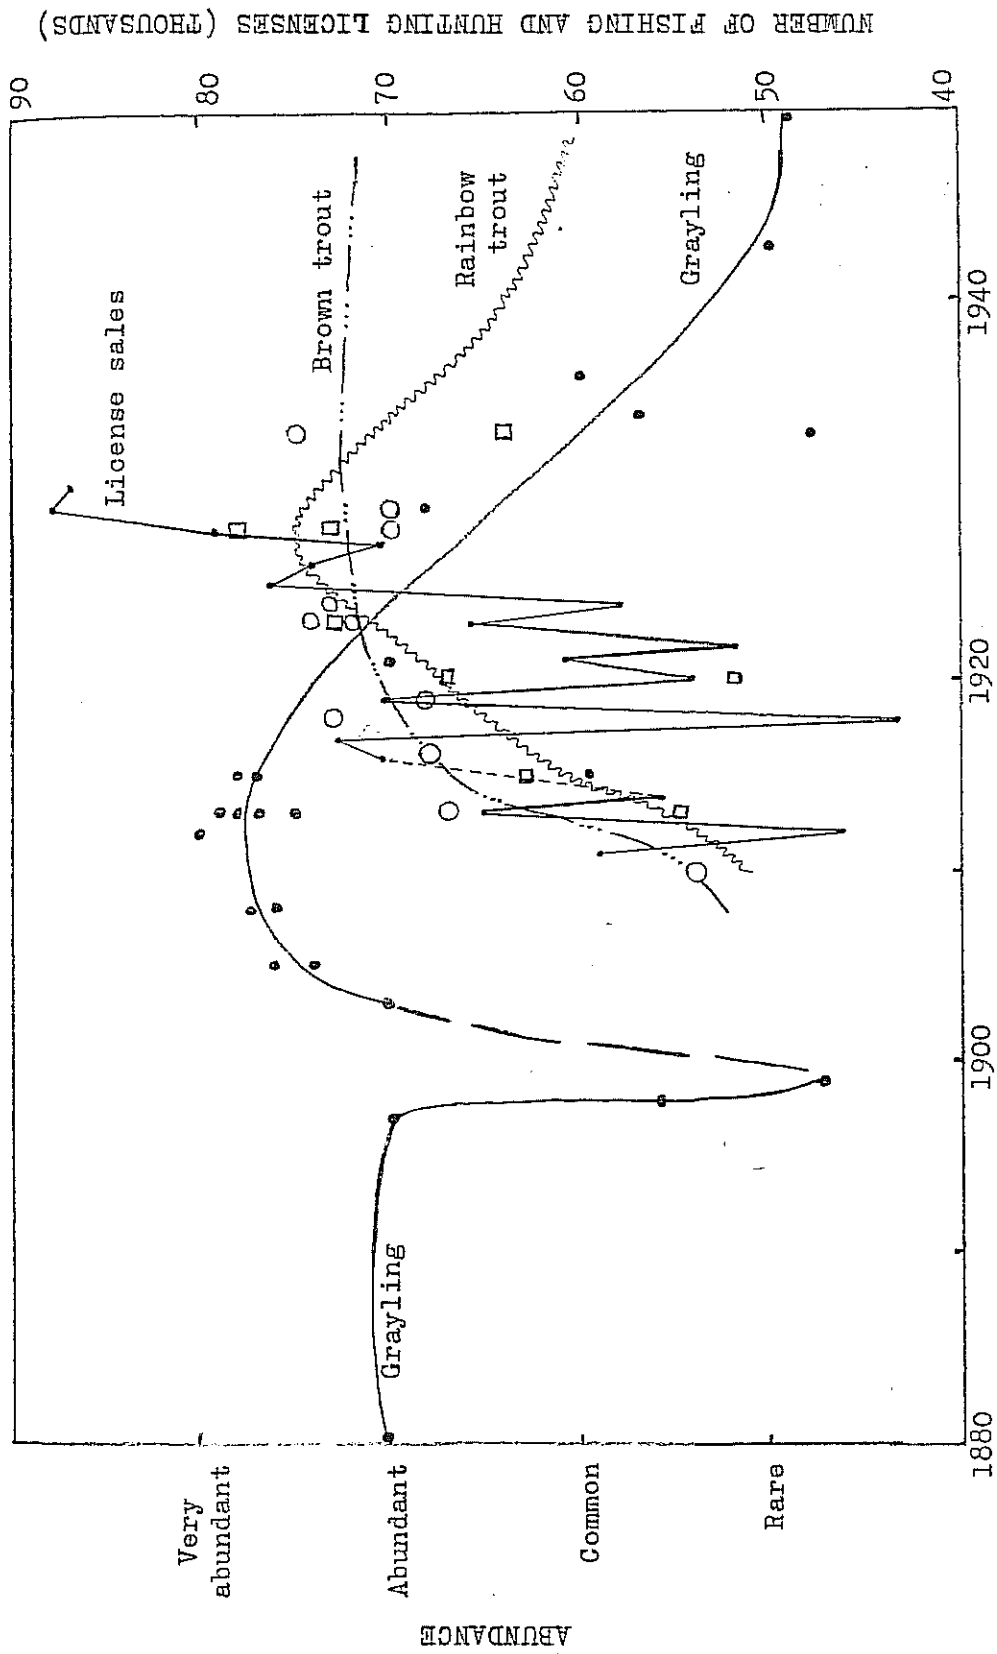 NUMBER OF FISHING AND HUNTING LICENSES (THOUSANDS)
90
80
70
60
50
40
License sales
Brown trout
Rainbow
trout
Grayling
Grayling
Very
abundant
Abundant
Common
Rare
ABUNDANCE
1880
1900
1920
1940